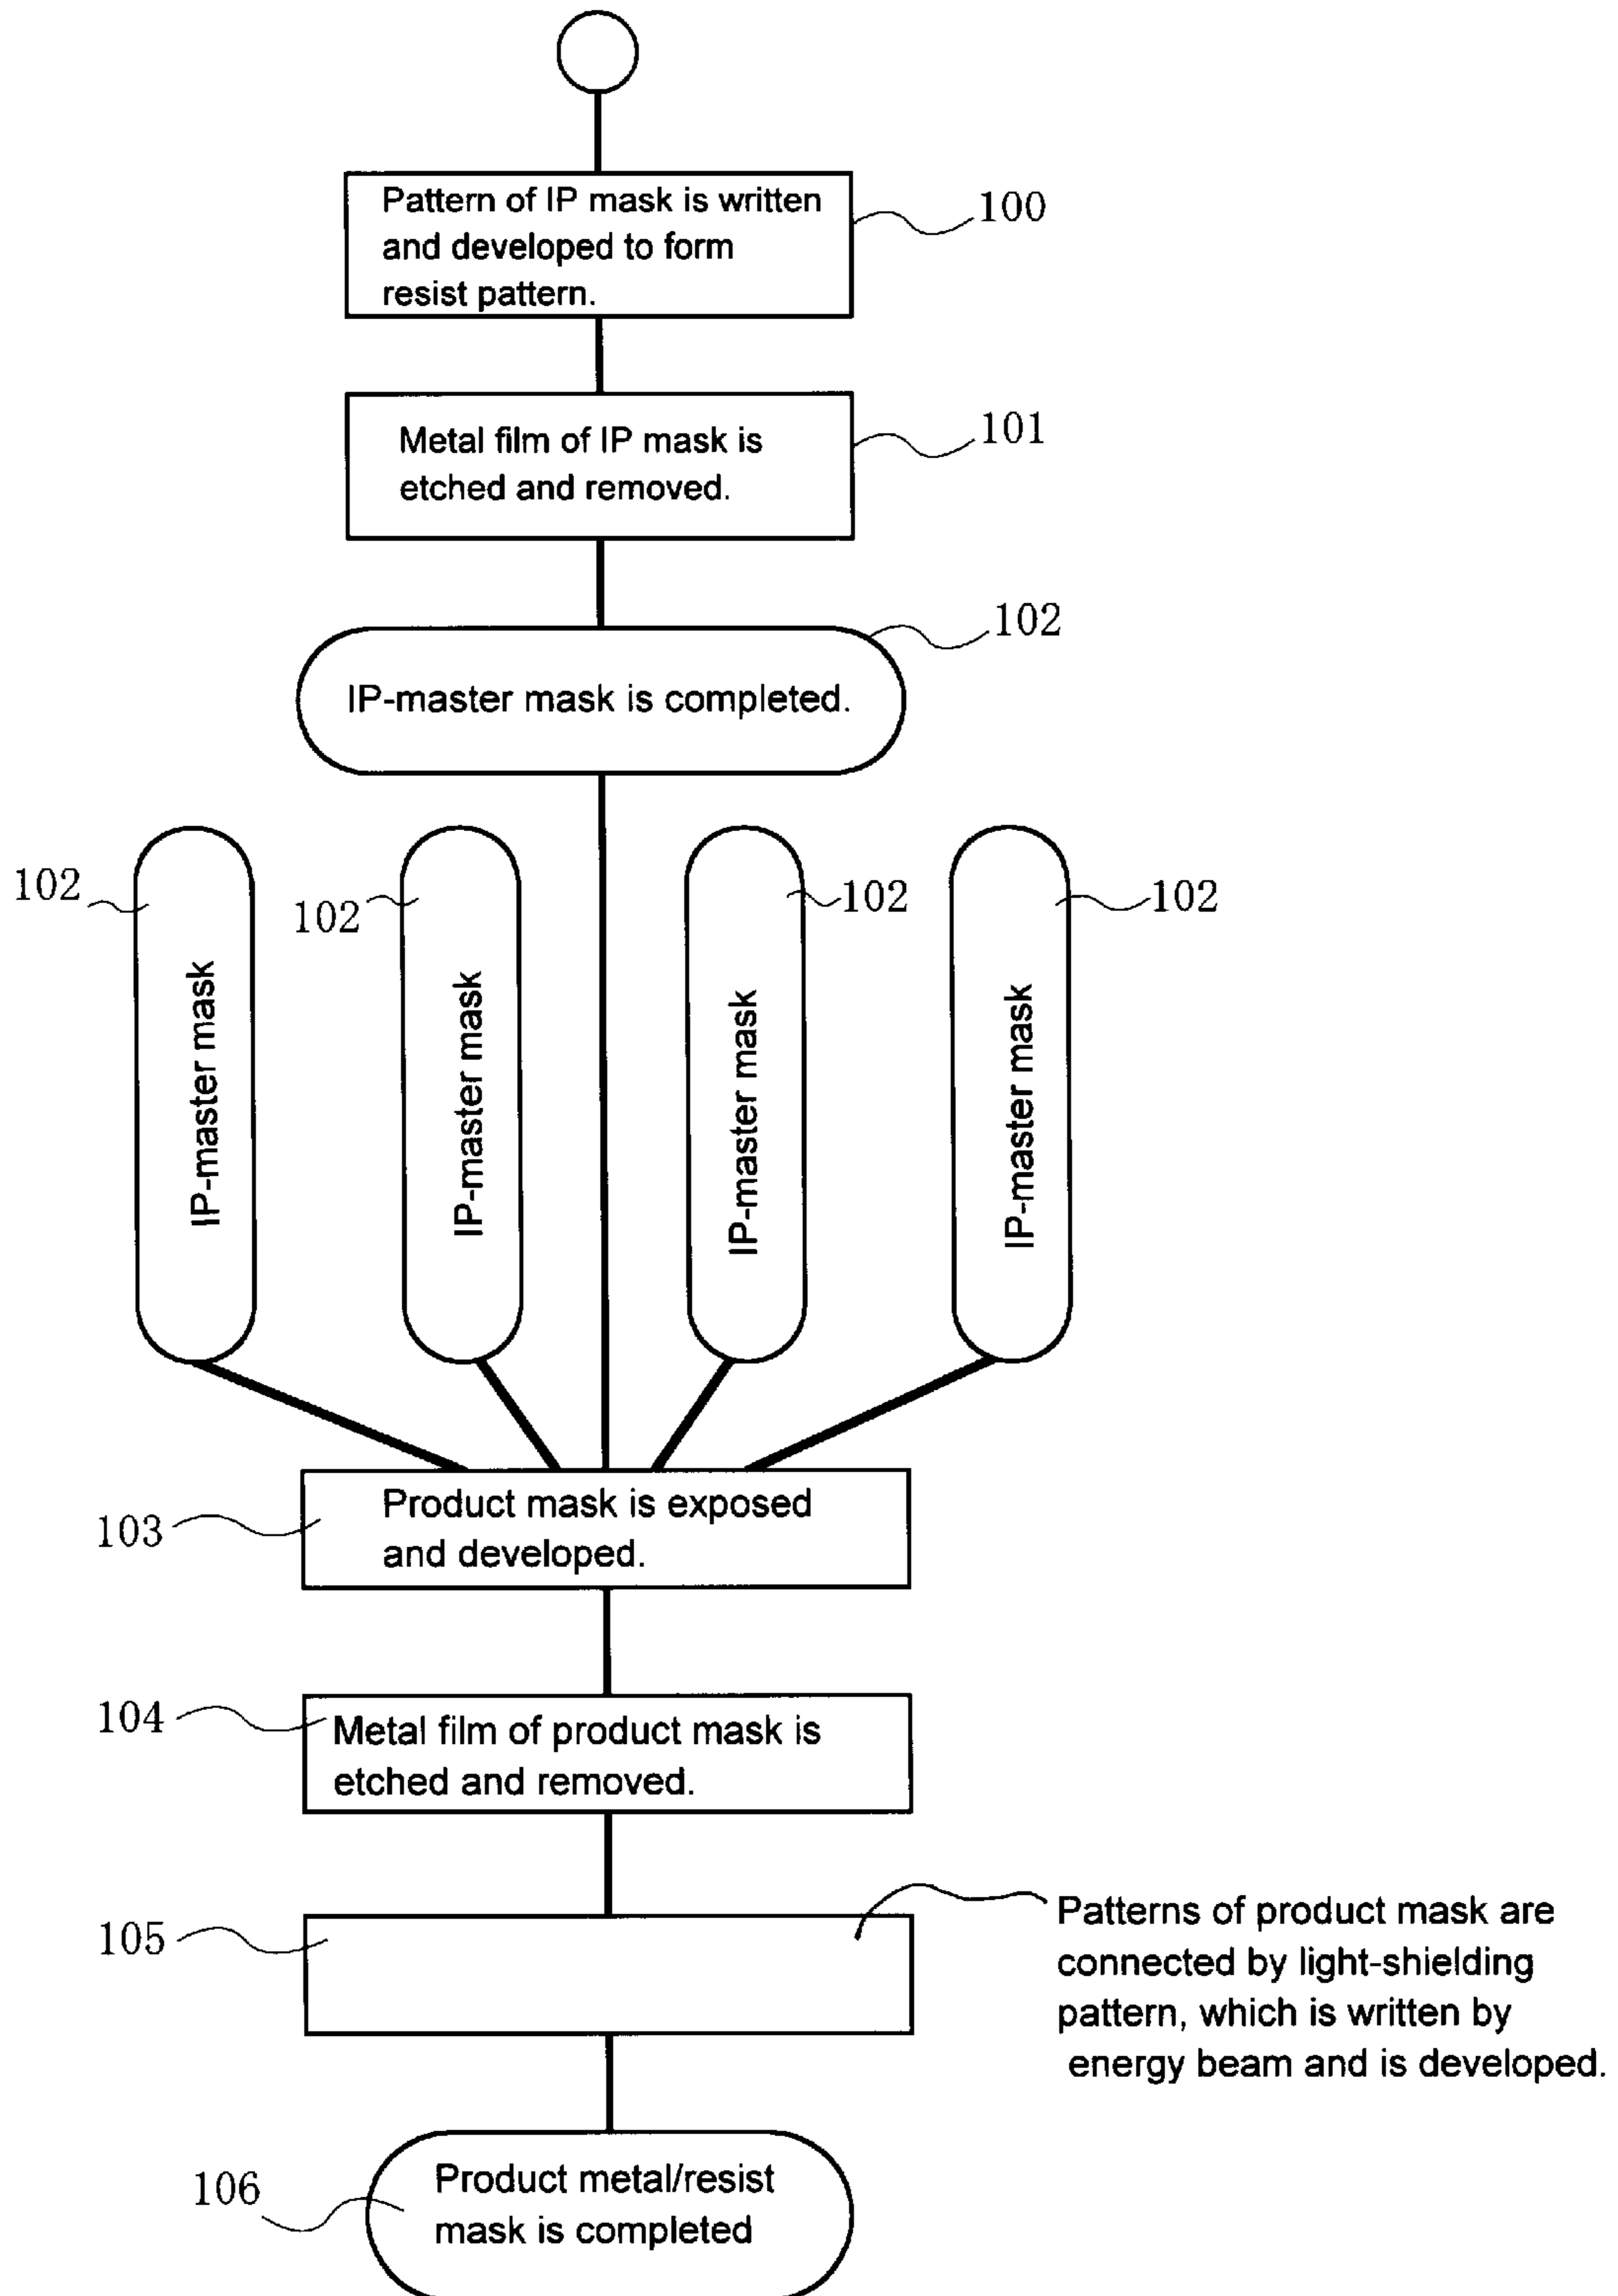 Pattern of IP mask is written
and developed to form
resist pattern.
100
Metal film of IP mask is
etched and removed.
101
102
IP-master mask is completed.
102
102
102
102
IP-master mask
IP-master mask
IP-master mask
IP-master mask
Product mask is exposed
and developed.
103
104
Metal film of product mask is
etched and removed.
105
Patterns of product mask are
connected by light-shielding
pattern, which is written by
energy beam and is developed.
106
Product metal/resist
mask is completed